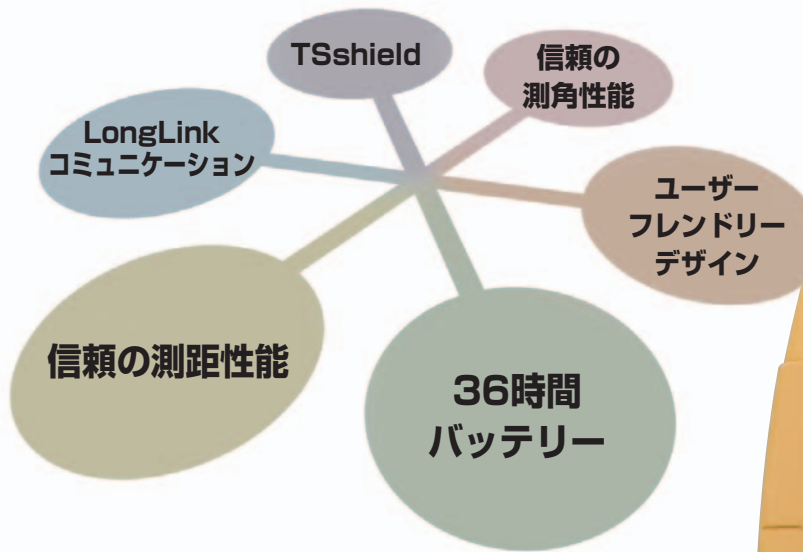 TSshield
信頼の
測角性能
LongLink
コミュニケーション
ユーザー
フレンドリー
デザイン
信頼の測距性能
36時間
バッテリー